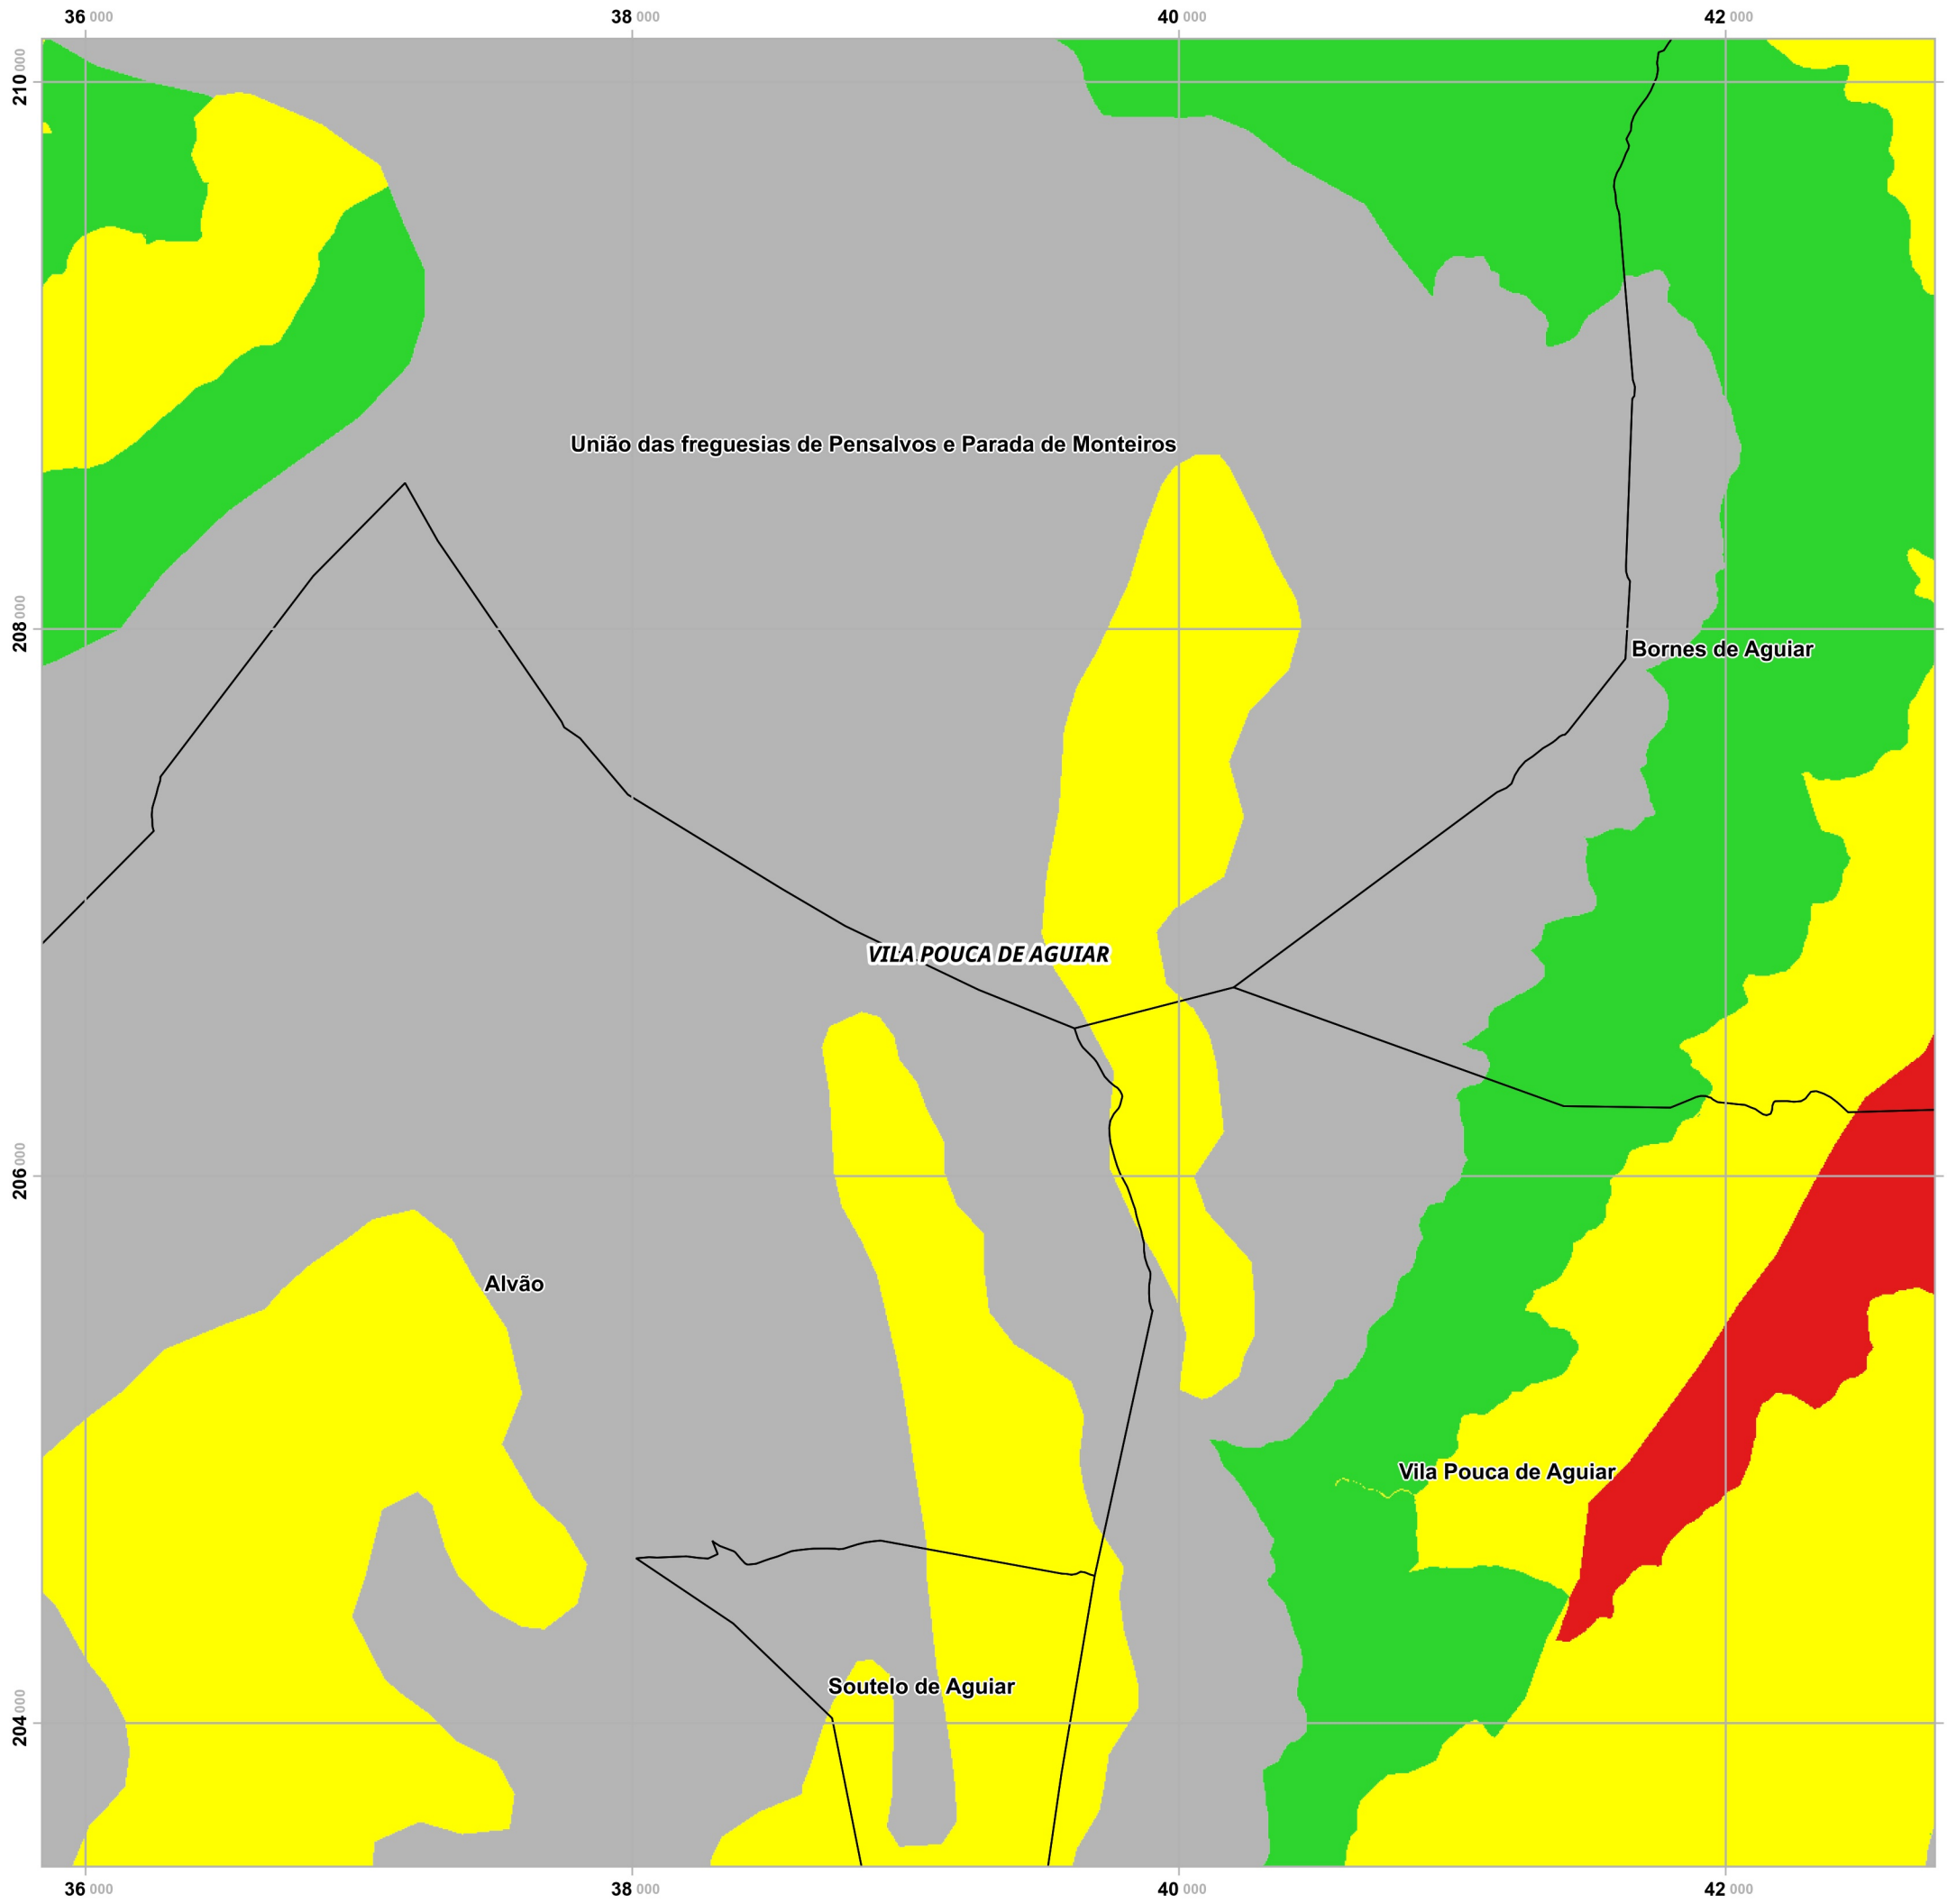 36 000 38 000 40 000 42 000
210 000
União das freguesias de Pensalvos e Parada de Monteiros
208 000
Bornes de Aguiar
VILA POUCA DE AGUIAR
206 000
Alvão
Vila Pouca de Aguiar
Soutelo de Aguiar
204 000
36 000 38 000 40 000 42 000